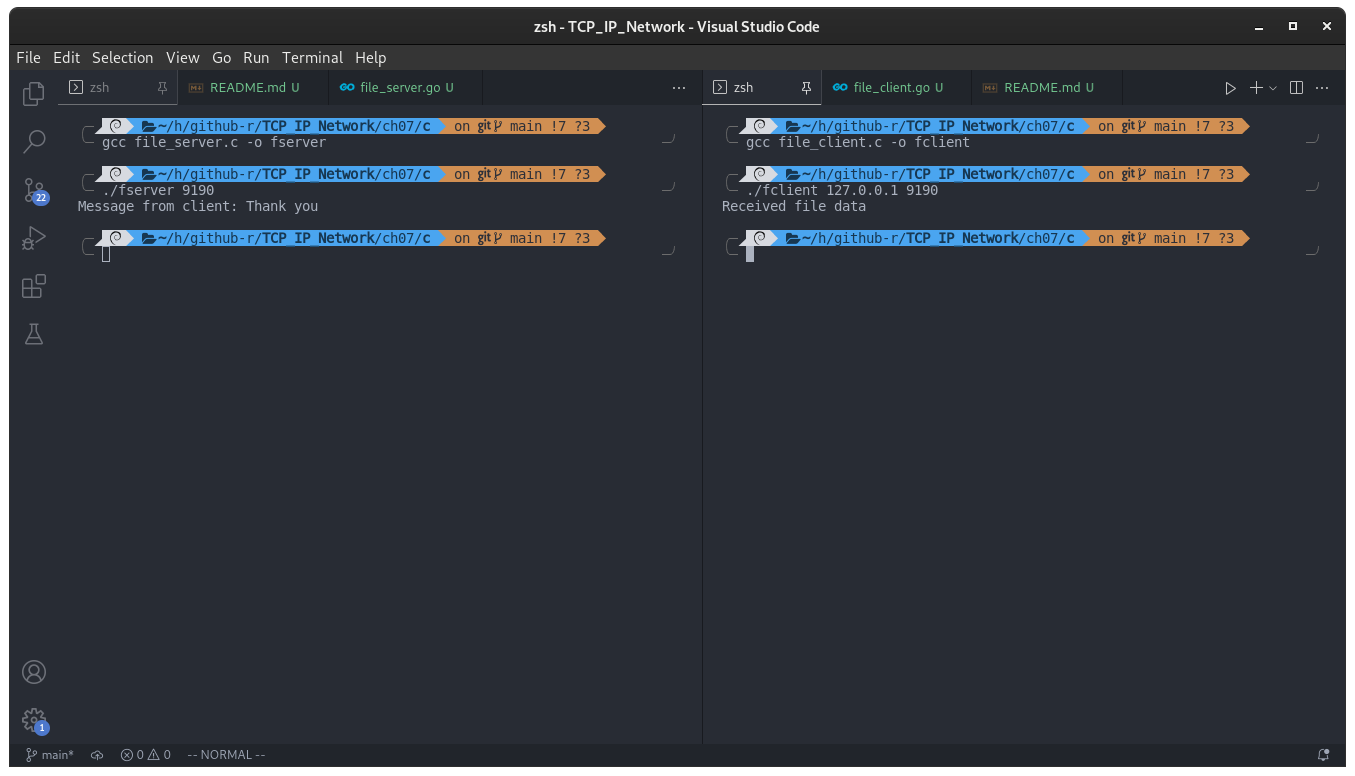 zsh - TCP_IP_Network - Visual Studio Code
File Edit Selection View Go Run Terminal Help
zsh README.md U file_server.go U
~/h/github-r/TCP_IP_Network/ch07/c on git main !7 ?3
gcc file_server.c -o fserver
~/h/github-r/TCP_IP_Network/ch07/c on git main !7 ?3
./fserver 9190
Message from client: Thank you
~/h/github-r/TCP_IP_Network/ch07/c on git main !7 ?3
zsh file_client.go U README.md U
~/h/github-r/TCP_IP_Network/ch07/c on git main !7 ?3
gcc file_client.c -o fclient
~/h/github-r/TCP_IP_Network/ch07/c on git main !7 ?3
./fclient 127.0.0.1 9190
Received file data
~/h/github-r/TCP_IP_Network/ch07/c on git main !7 ?3
22
1
main* 0 0 -- NORMAL --